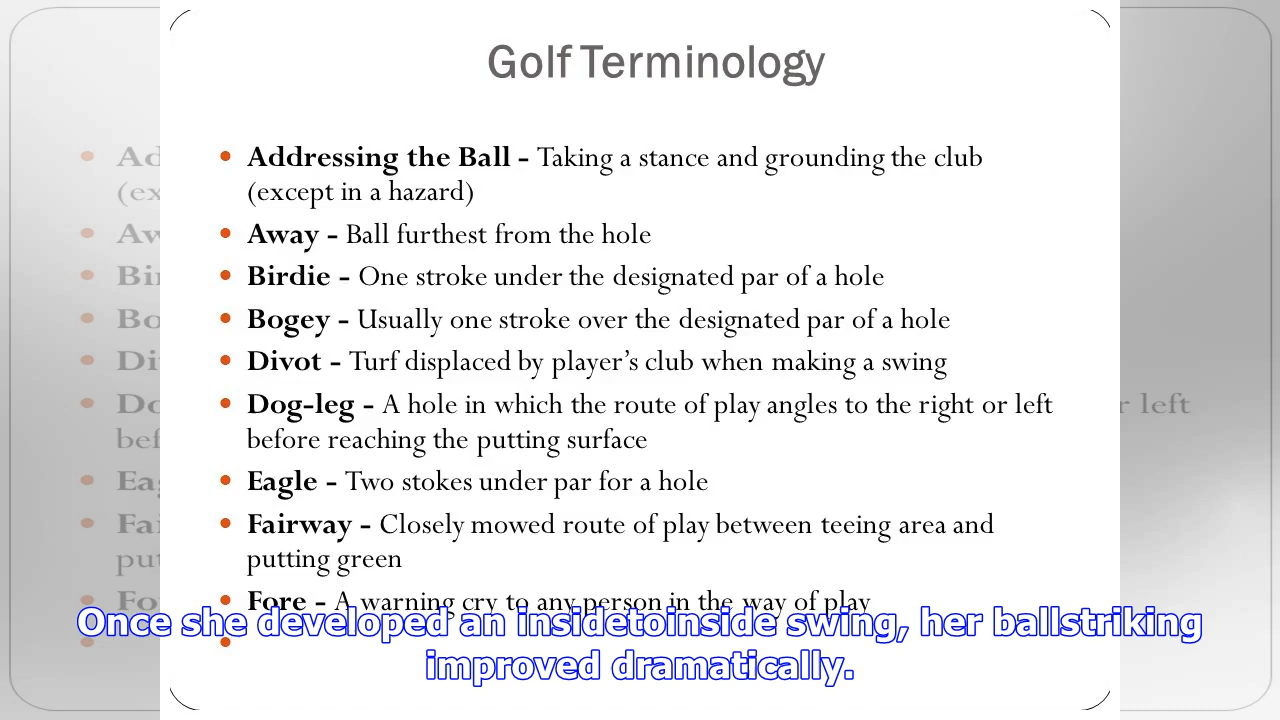 Golf Terminology
Addressing the Ball - Taking a stance and grounding the club
(except in a hazard)
Away - Ball furthest from the hole
Birdie - One stroke under the designated par of a hole
Bogey - Usually one stroke over the designated par of a hole
Divot - Turf displaced by player's club when making a swing
Dog-leg - A hole in which the route of play angles to the right or left
before reaching the putting surface
Eagle - Two stokes under par for a hole
Fairway - Closely mowed route of play between teeing area and
putting green
Fore - A warning cry to any person in the way of play
Once she developed an insidetoinside swing, her ballstriking
improved dramatically.